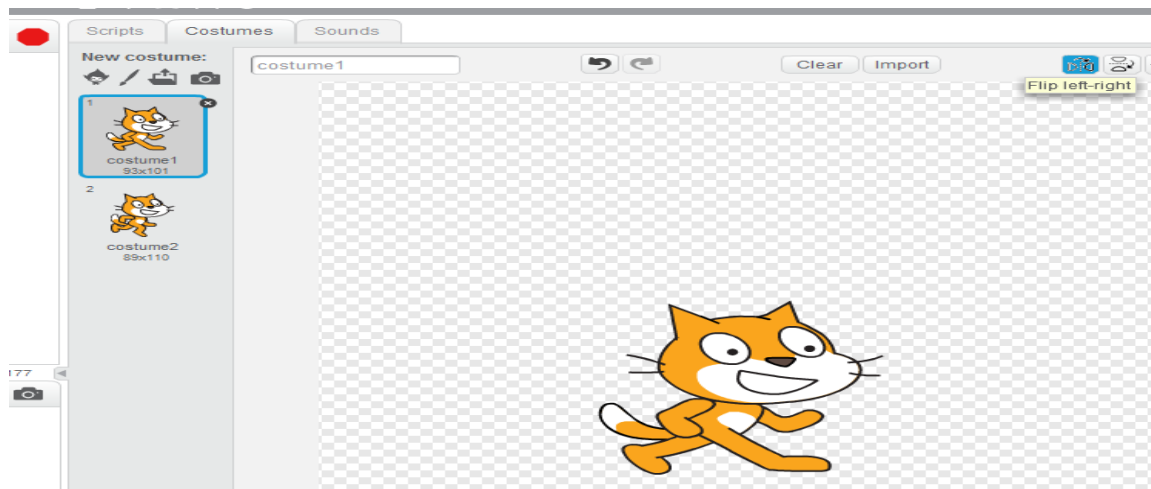 Scripts Costumes Sounds
New costume:
costume1
Clear Import
Flip left-right
1
costume1
93x101
2
costume2
89x110
177